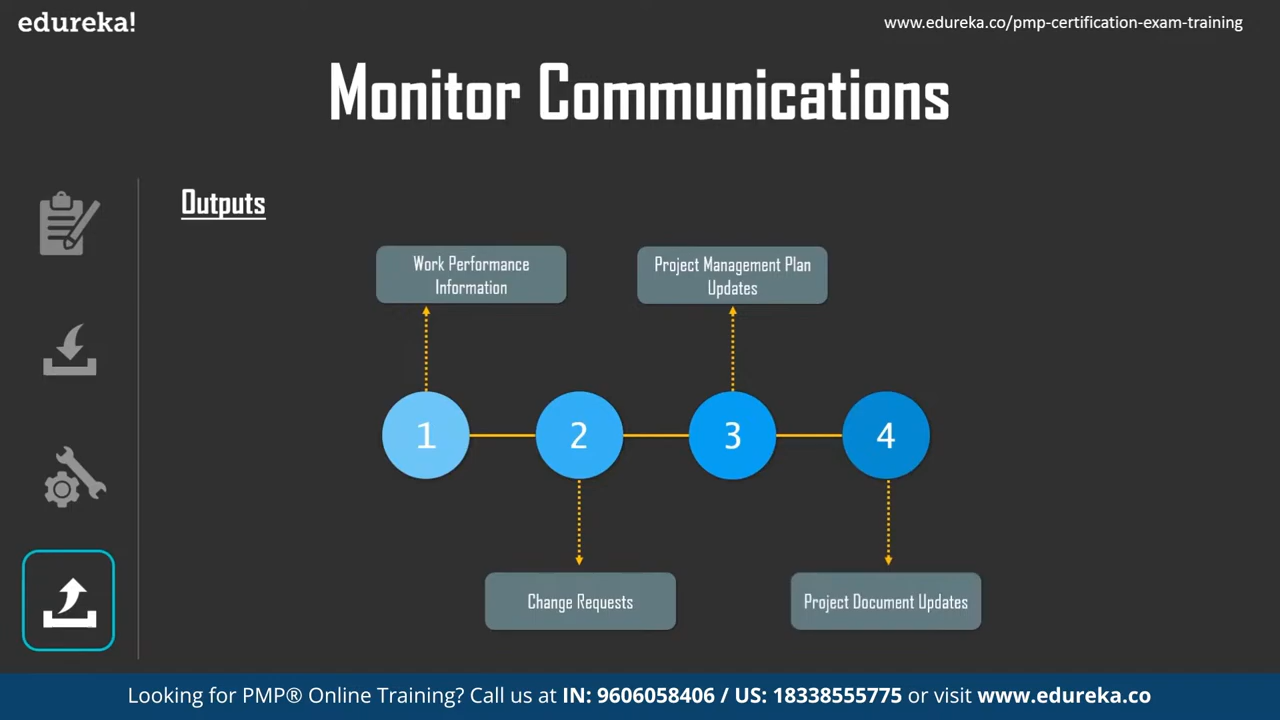 edureka!
www.edureka.co/pmp-certification-exam-training
Monitor Communications
Outputs
Work Performance
Information
Project Management Plan
Updates
1
2
3
4
Change Requests
Project Document Updates
Looking for PMP® Online Training? Call us at IN: 9606058406 / US: 18338555775 or visit www.edureka.co